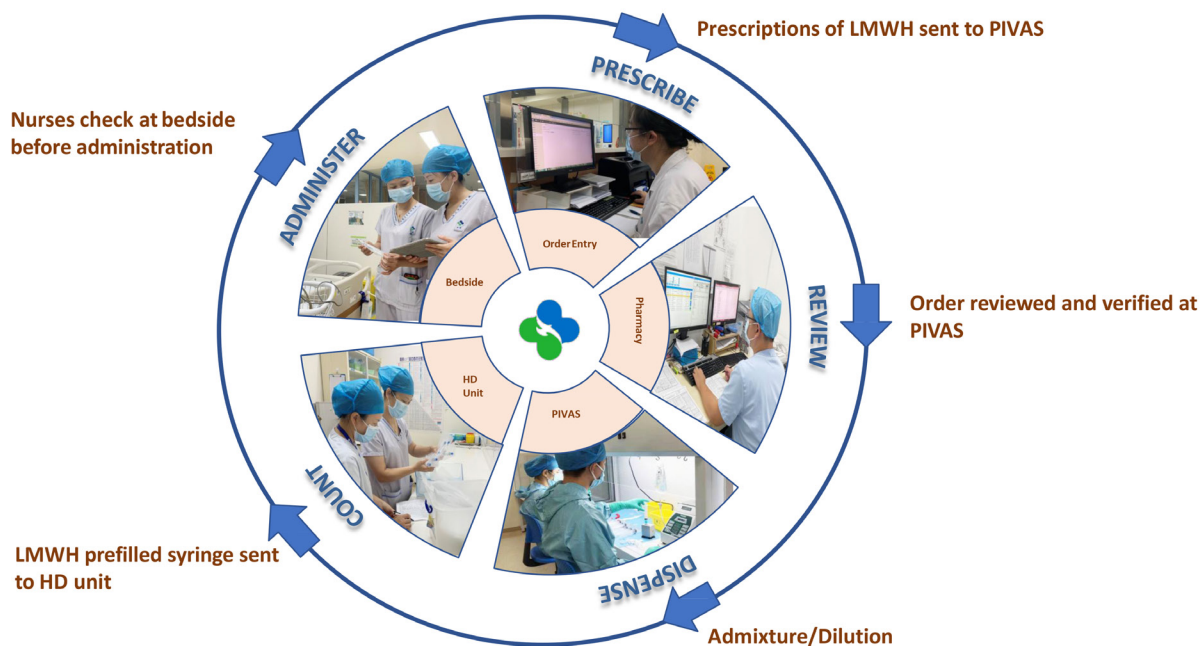 Prescriptions of LMWH sent to PIVAS
PRESCRIBE
Order Entry
Order reviewed and verified at
PIVAS
REVIEW
Pharmacy
Admixture/Dilution
DISPENSE
PIVAS
LMWH prefilled syringe sent
to HD unit
COUNT
HD
Unit
Nurses check at bedside
before administration
ADMINISTER
Bedside